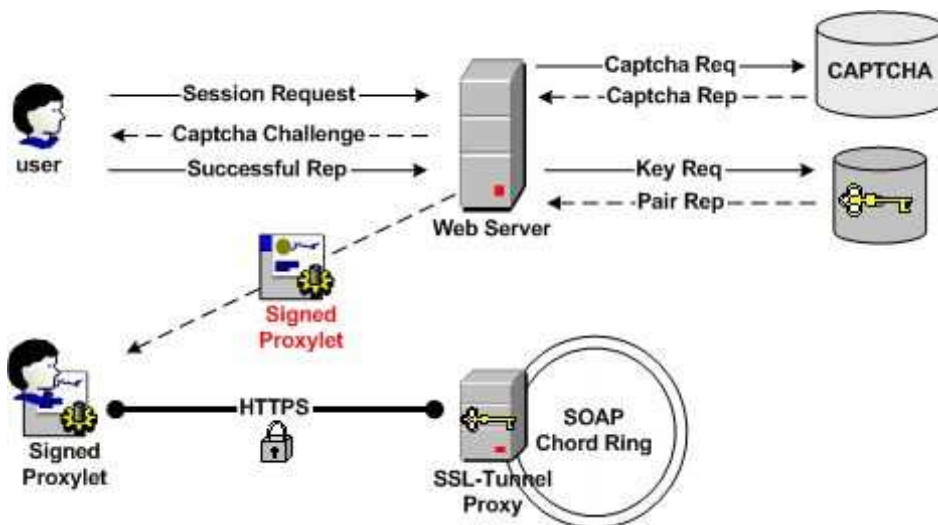 Session Request
Captcha Challenge
Successful Rep
user
Web Server
Captcha Req
Captcha Rep
CAPTCHA
Key Req
Pair Rep
Signed
Proxylet
Signed
Proxylet
HTTPS
SSL-Tunnel
Proxy
SOAP
Chord Ring